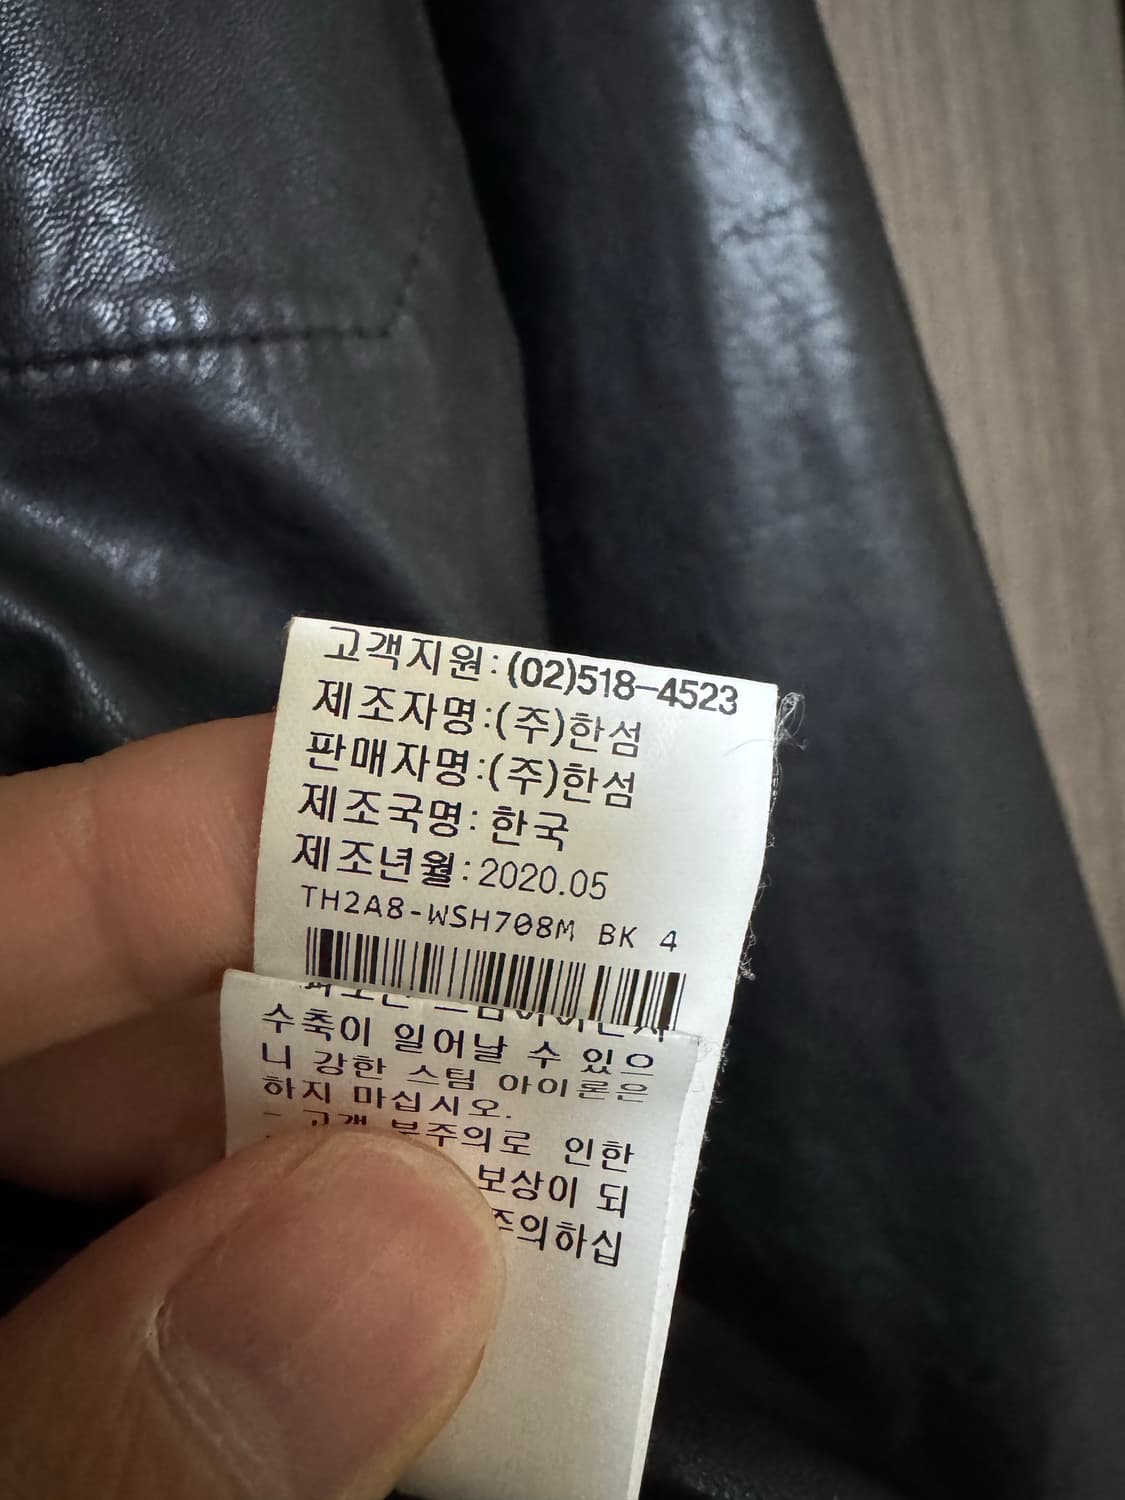 고객지원:(02)518-4523
제조자명:(주)한섬
판매자명:(주)한섬
제조국명: 한국
제조년월:2020.05
TH2A8-WSH708M BK 4
수축이 일어날 수 있으
니 강한 스팀 아이론은
하지 마십시오.
- 고객 부주의로 인한
보상이 되
주의하십